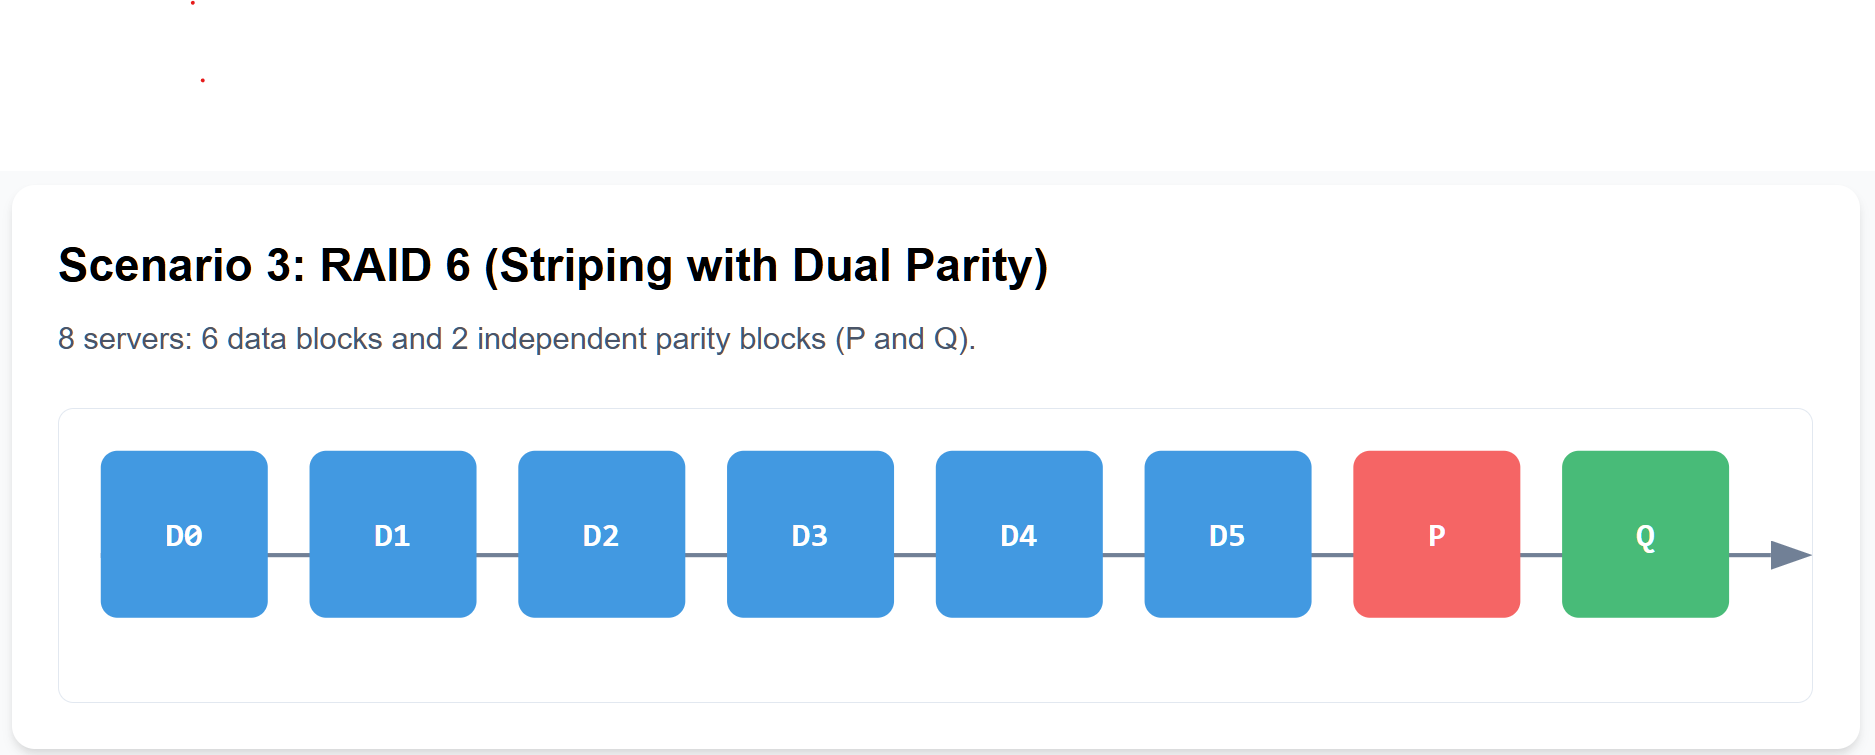 Scenario 3: RAID 6 (Striping with Dual Parity)
8 servers: 6 data blocks and 2 independent parity blocks (P and Q).
D0 D1 D2 D3 D4 D5 P Q